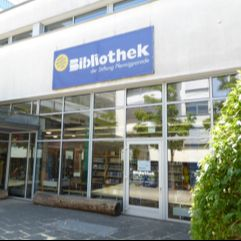 Bibliothek
der Stiftung Pfennigparade